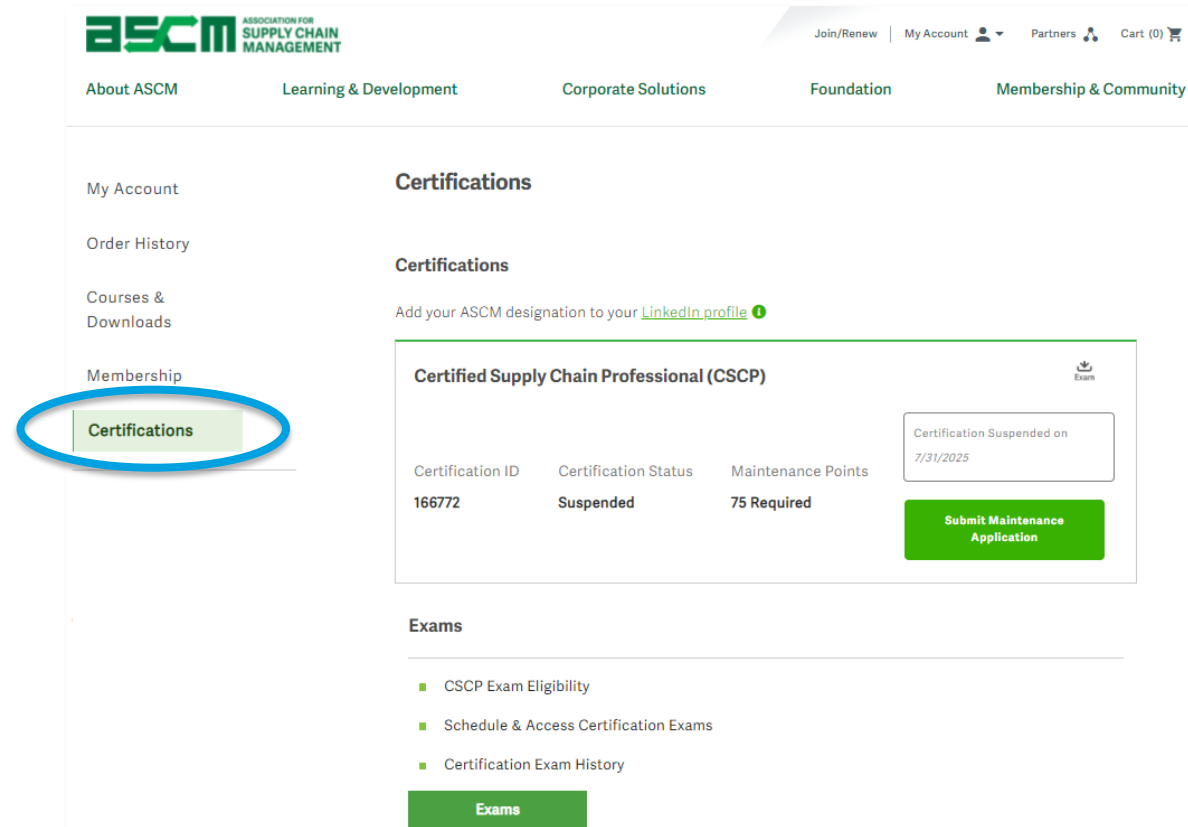 ascm ASSOCIATION FOR
SUPPLY CHAIN
MANAGEMENT
Join/Renew My Account Partners Cart (0)
About ASCM Learning & Development Corporate Solutions Foundation Membership & Community
My Account
Order History
Courses &
Downloads
Membership
Certifications
Certifications
Certifications
Add your ASCM designation to your LinkedIn profile
Certified Supply Chain Professional (CSCP)
Exam
Certification ID Certification Status Maintenance Points
166772 Suspended 75 Required
Certification Suspended on
7/31/2025
Submit Maintenance
Application
Exams
CSCP Exam Eligibility
Schedule & Access Certification Exams
Certification Exam History
Exams